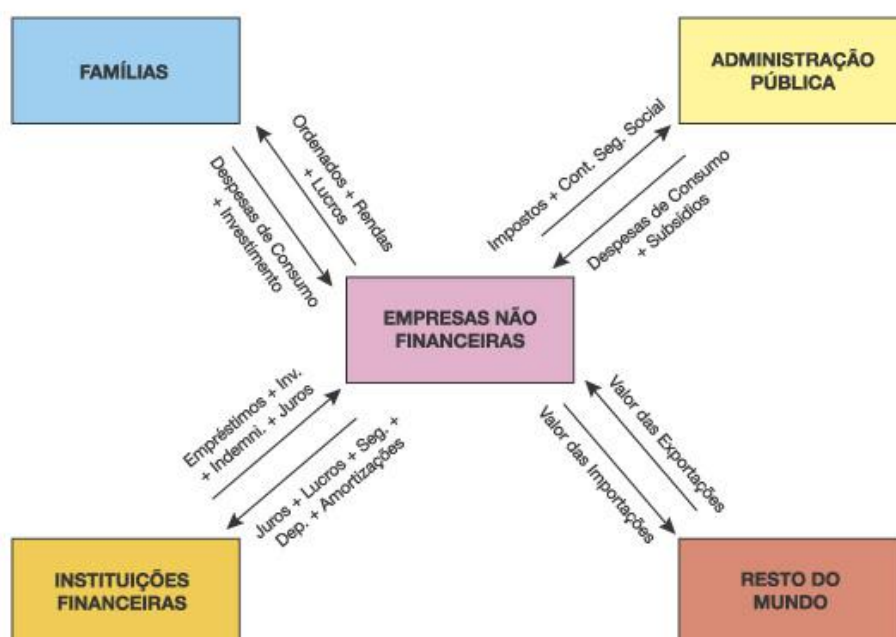 FAMÍLIAS
ADMINISTRAÇÃO
PÚBLICA
Ordenados + Rendas
+ Lucros
Despesas de Consumo
+ Investimento
Impostos + Cont. Seg. Social
Despesas de Consumo
+ Subsídios
EMPRESAS NÃO
FINANCEIRAS
Empréstimos + Inv.
+ Indemni. + Juros
Juros + Lucros + Seg. +
Dep. + Amortizações
Valor das Exportações
Valor das Importações
INSTITUIÇÕES
FINANCEIRAS
RESTO DO
MUNDO